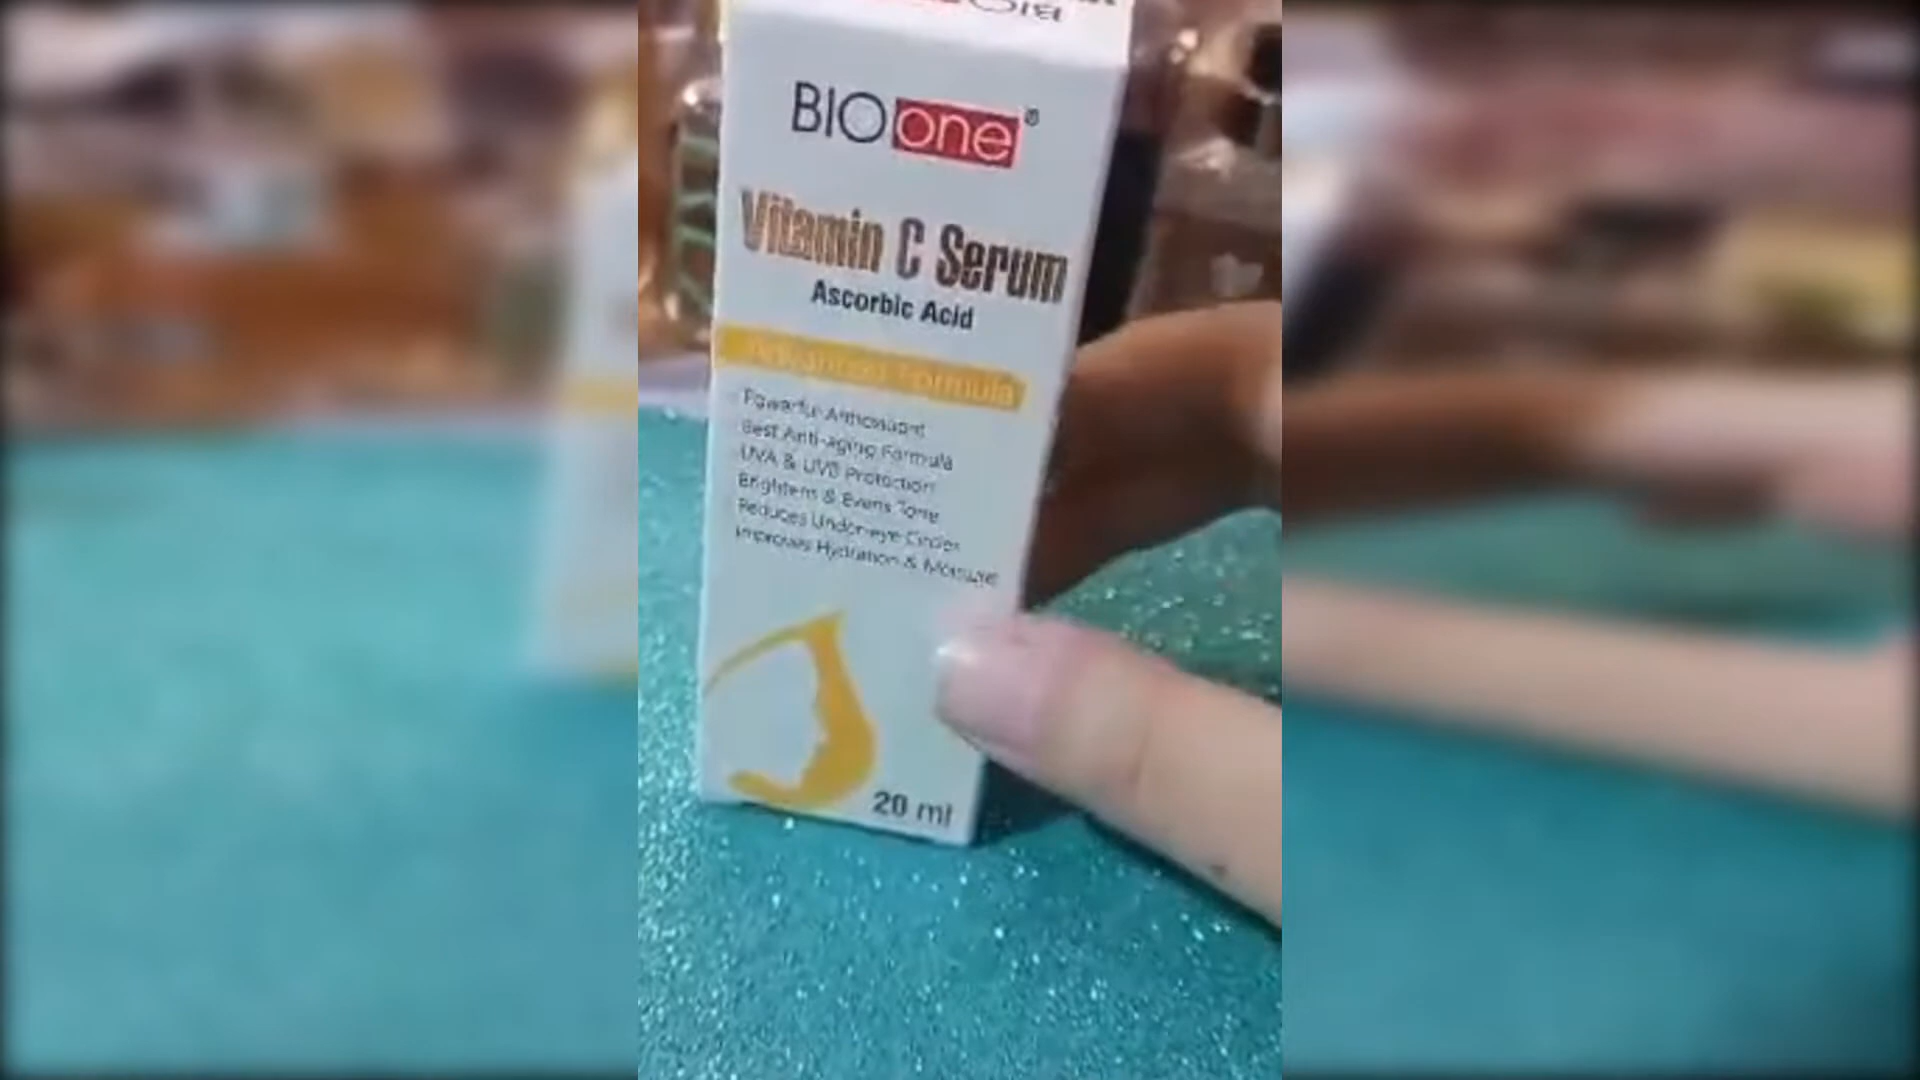 BIOone®
Vitamin C Serum
Ascorbic Acid
Advanced Formula
Powerful Antioxidant
Best Anti-aging Formula
UVA & UVB Protection
Brightens & Evens Tone
Reduces Under-eye Circles
Improves Hydration & Moisture
20 ml